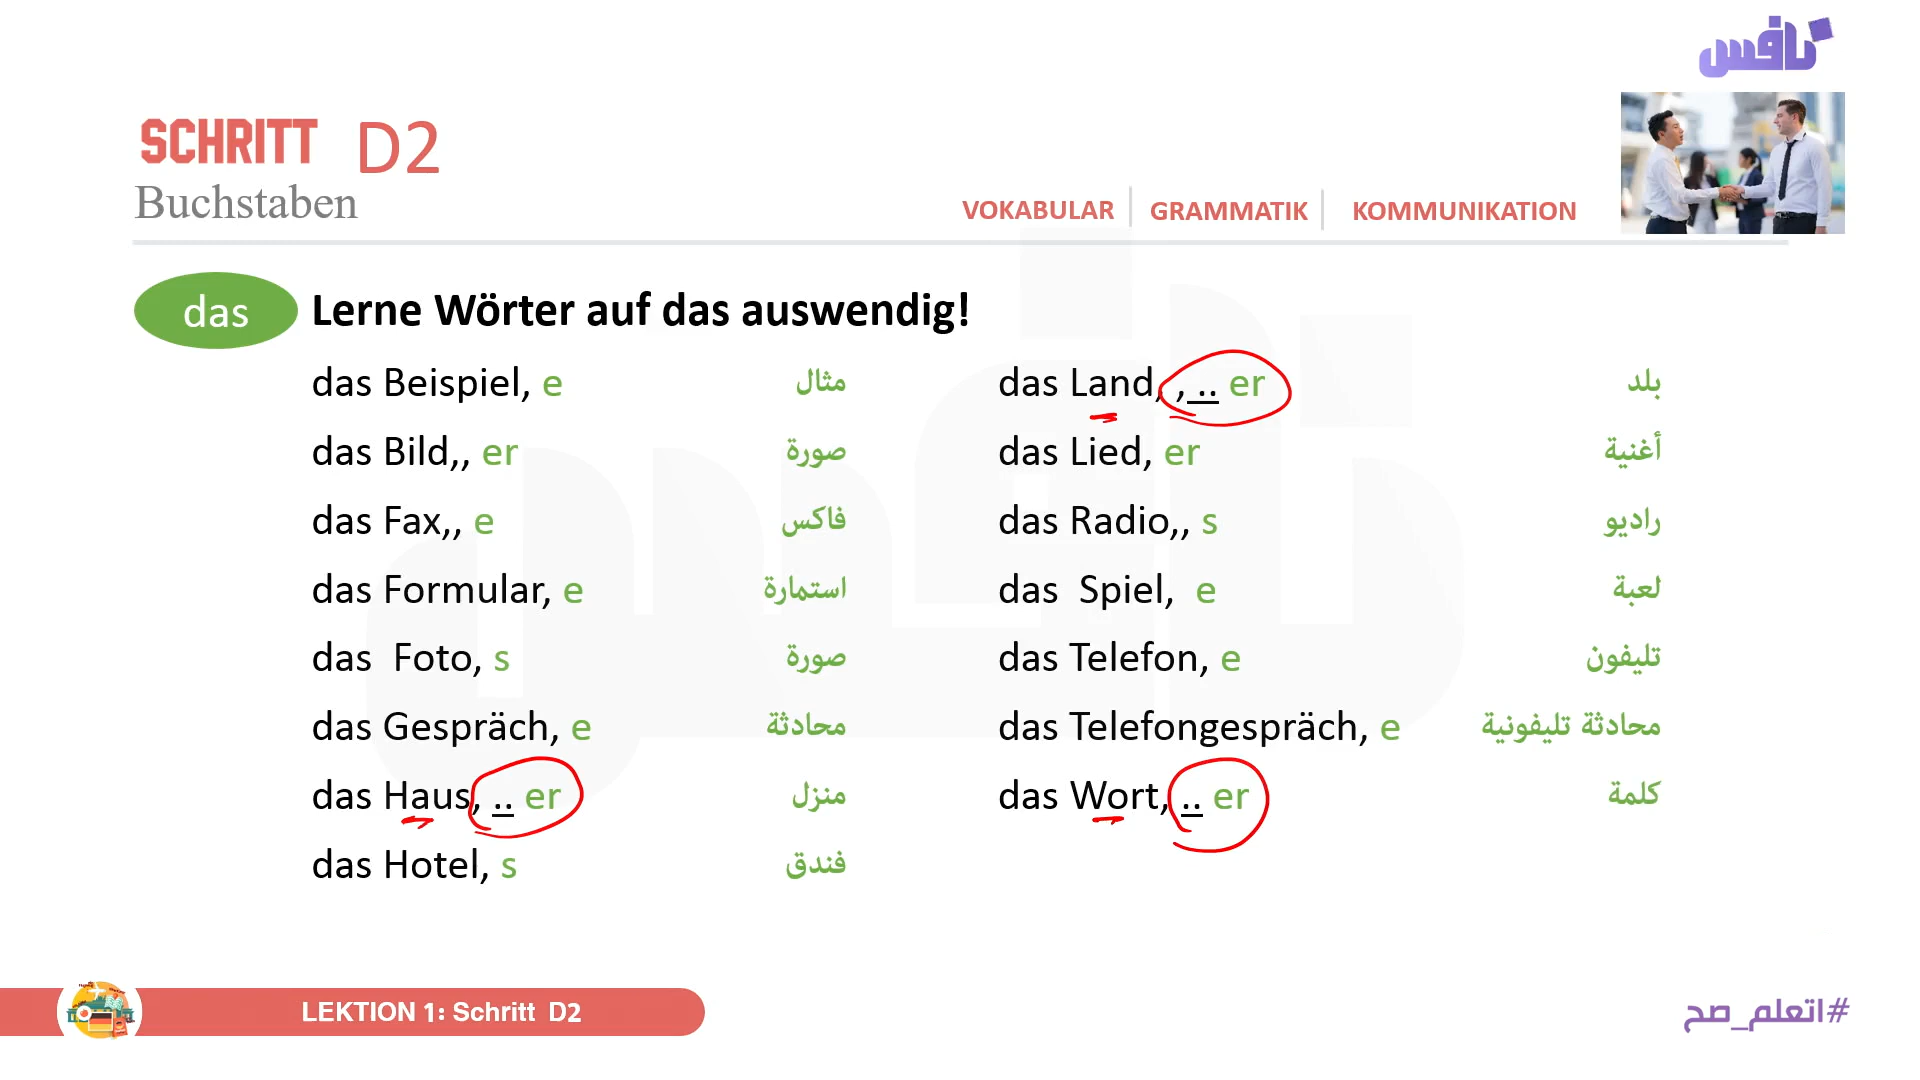 نافس
SCHRITT D2
Buchstaben
VOKABULAR
GRAMMATIK
KOMMUNIKATION
das
Lerne Wörter auf das auswendig!
das Beispiel, e مثال
das Bild,, er صورة
das Fax,, e فاكس
das Formular, e استمارة
das Foto, s صورة
das Gespräch, e محادثة
das Haus, .. er منزل
das Hotel, s فندق
das Land, , .. er بلد
das Lied, er أغنية
das Radio,, s راديو
das Spiel, e لعبة
das Telefon, e تليفون
das Telefongespräch, e محادثة تليفونية
das Wort, .. er كلمة
LEKTION 1: Schritt D2
#اتعلم_صح